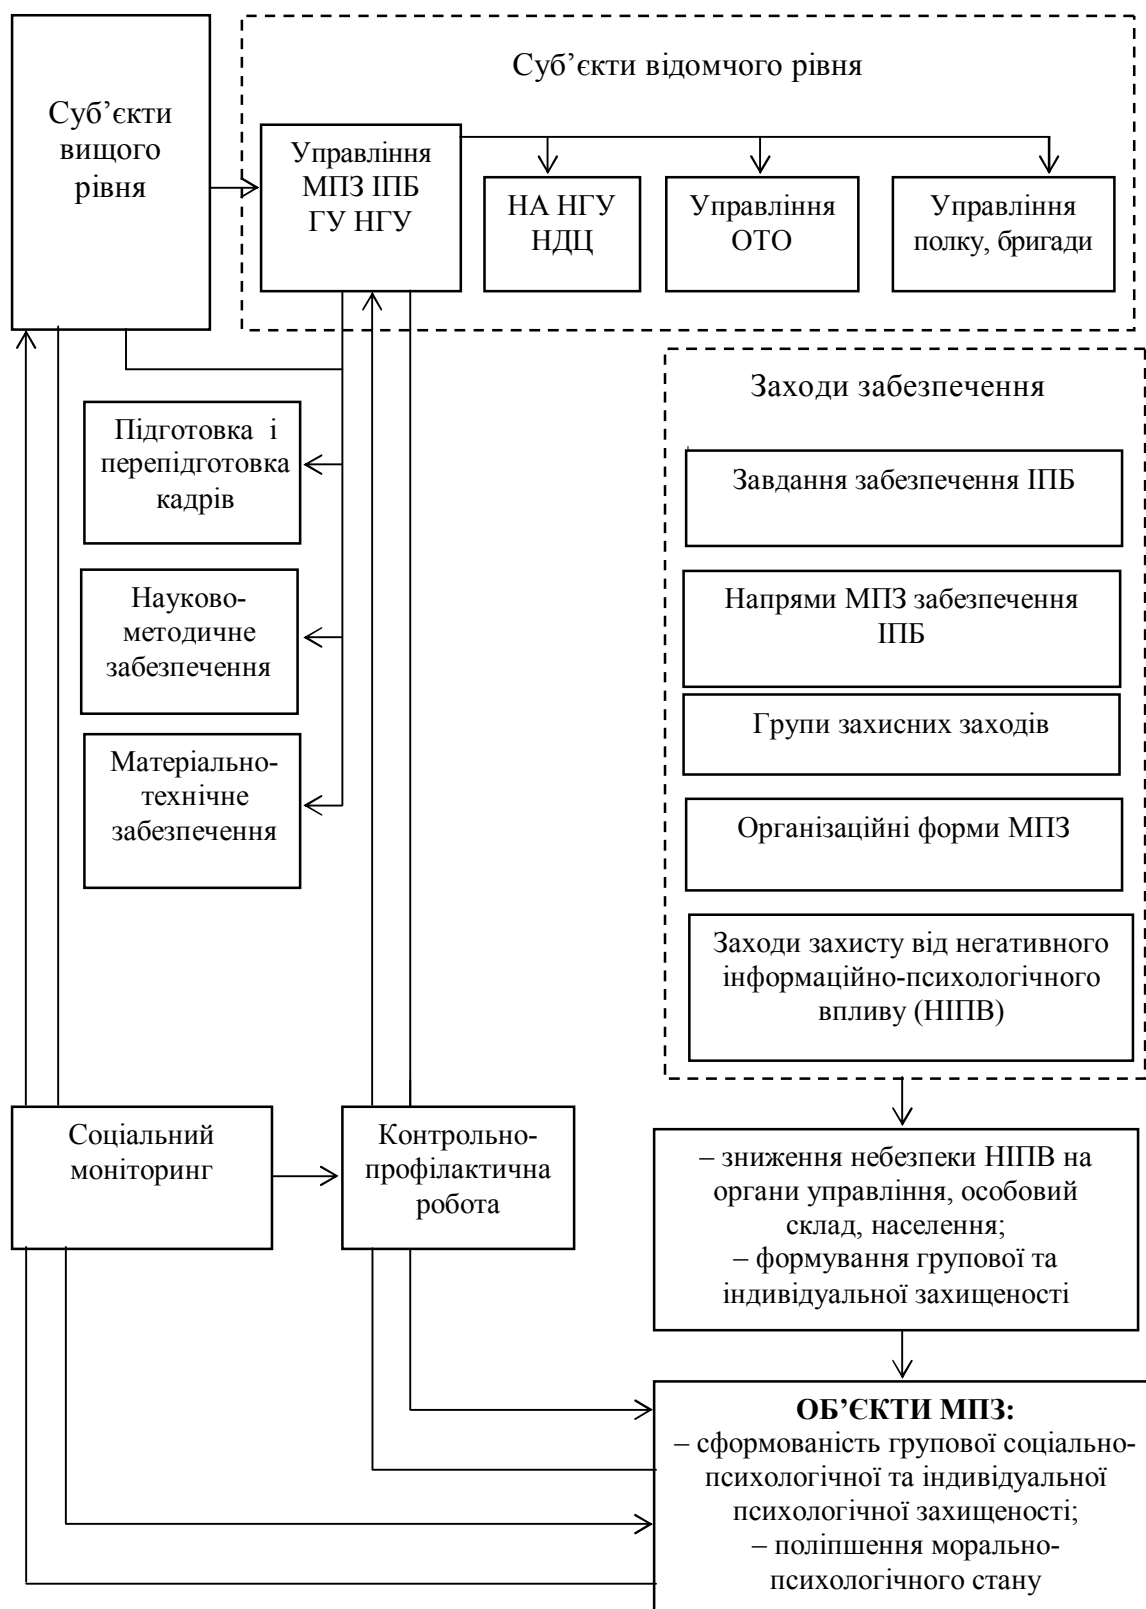 Суб’єкти
вищого
рівня
Суб’єкти відомчого рівня
Управління
МПЗ ІПБ
ГУ НГУ
НА НГУ
НДЦ
Управління
ОТО
Управління
полку, бригади
Підготовка і
перепідготовка
кадрів
Науково-
методичне
забезпечення
Матеріально-
технічне
забезпечення
Заходи забезпечення
Завдання забезпечення ІПБ
Напрями МПЗ забезпечення
ІПБ
Групи захисних заходів
Організаційні форми МПЗ
Заходи захисту від негативного
інформаційно-психологічного
впливу (НІПВ)
Соціальний
моніторинг
Контрольно-
профілактична
робота
– зниження небезпеки НІПВ на
органи управління, особовий
склад, населення;
– формування групової та
індивідуальної захищеності
ОБ’ЄКТИ МПЗ:
– сформованість групової соціально-
психологічної та індивідуальної
психологічної захищеності;
– поліпшення морально-
психологічного стану